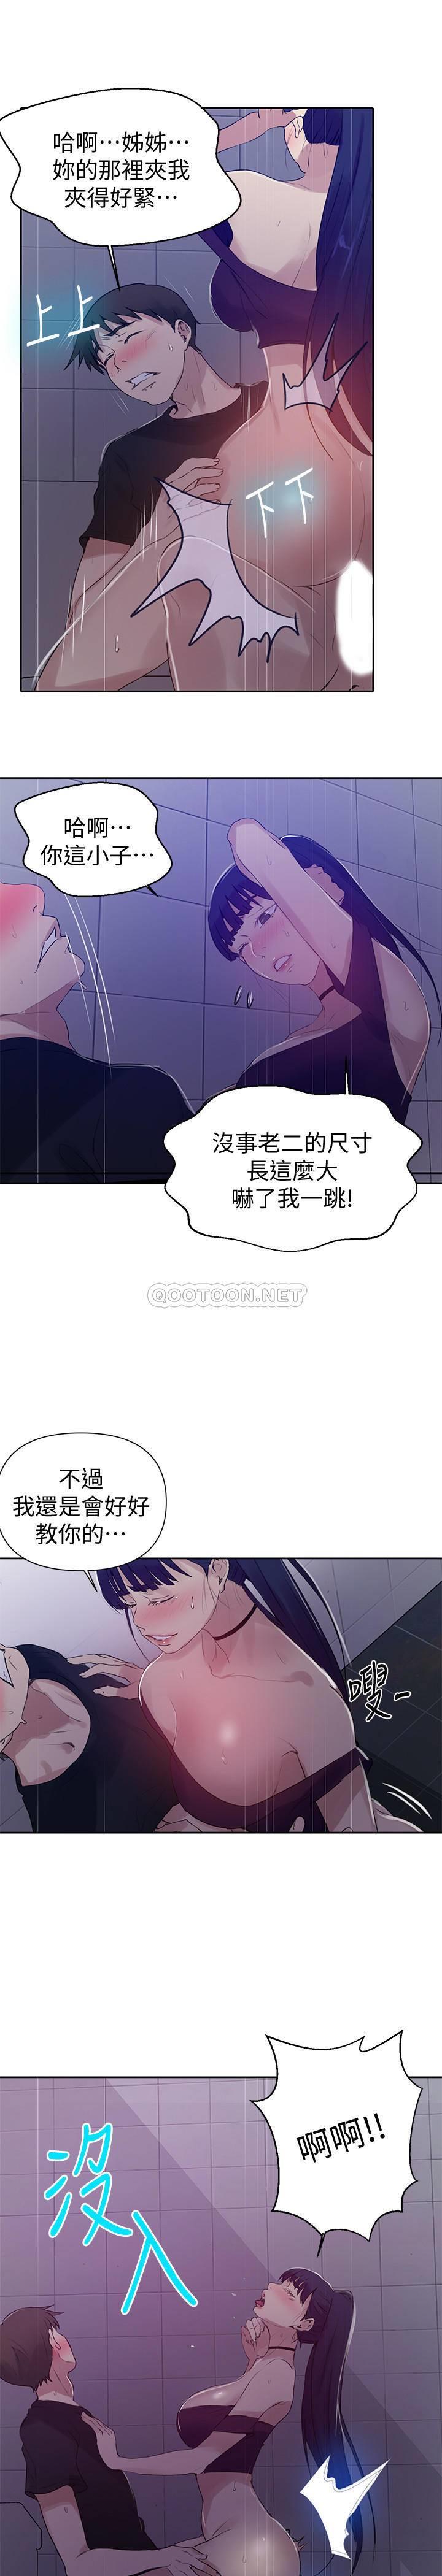 哈啊⋯姊姊⋯
妳的那裡夾我
夾得好緊⋯
上上
下下
哈啊⋯
你這小子⋯
沒事老二的尺寸
長這麼大
嚇了我一跳!
QOOTOON.NET
不過
我還是會好好
教你的⋯
嗖-
啊啊!!
沒入